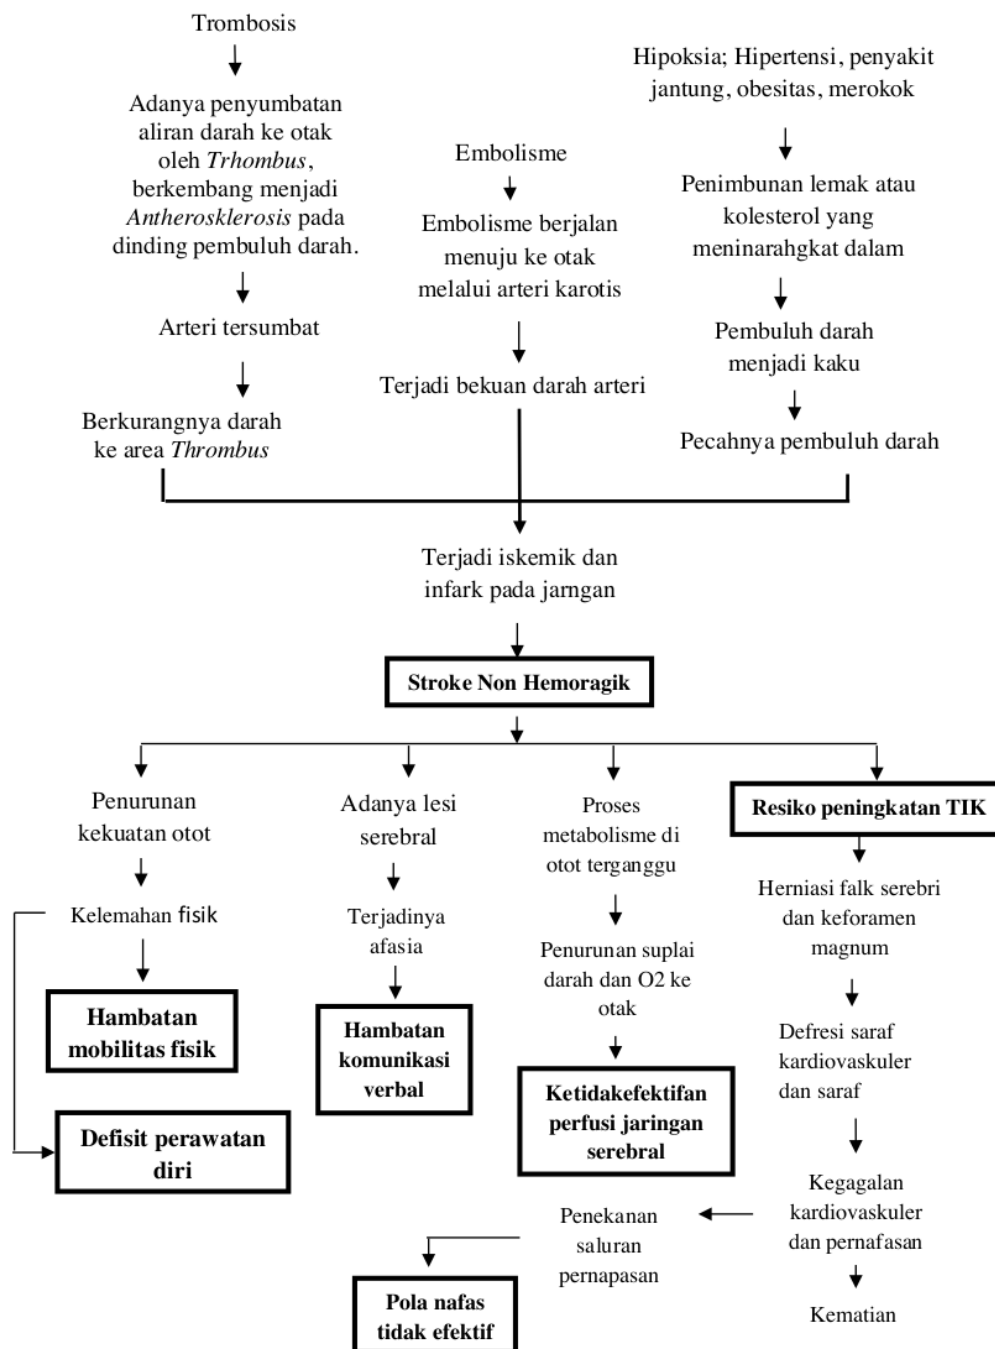 Trombosis
Adanya penyumbatan
aliran darah ke otak
oleh Trhombus,
berkembang menjadi
Antherosklerosis pada
dinding pembuluh darah.
Arteri tersumbat
Berkurangnya darah
ke area Thrombus
Embolisme
Embolisme berjalan
menuju ke otak
melalui arteri karotis
Terjadi bekuan darah arteri
Hipoksia; Hipertensi, penyakit
jantung, obesitas, merokok
Penimbunan lemak atau
kolesterol yang
meninarahgkat dalam
Pembuluh darah
menjadi kaku
Pecahnya pembuluh darah
Terjadi iskemik dan
infark pada jarngan
Stroke Non Hemoragik
Penurunan
kekuatan otot
Kelemahan fisik
Hambatan
mobilitas fisik
Defisit perawatan
diri
Adanya lesi
serebral
Terjadinya
afasia
Hambatan
komunikasi
verbal
Proses
metabolisme di
otot terganggu
Penurunan suplai
darah dan O2 ke
otak
Ketidakefektifan
perfusi jaringan
serebral
Resiko peningkatan TIK
Herniasi falk serebri
dan keforamen
magnum
Defresi saraf
kardiovaskuler
dan saraf
Kegagalan
kardiovaskuler
dan pernafasan
Kematian
Penekanan
saluran
pernapasan
Pola nafas
tidak efektif